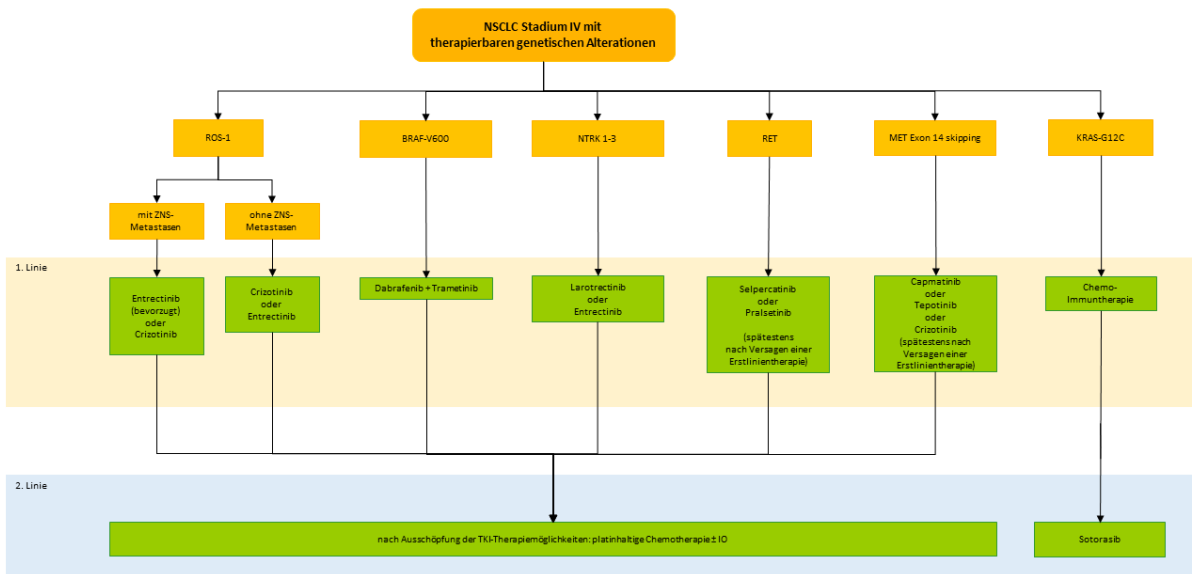 NSCLC Stadium IV mit
therapierbaren genetischen Alterationen
ROS-1
BRAF-V600
NTRK 1-3
RET
MET Exon 14 skipping
KRAS-G12C
mit ZNS-
Metastasen
ohne ZNS-
Metastasen
1. Linie
Entrectinib
(bevorzugt)
oder
Crizotinib
Crizotinib
oder
Entrectinib
Dabrafenib + Trametinib
Larotrectinib
oder
Entrectinib
Selpercatinib
oder
Pralsetinib
(spätestens
nach Versagen einer
Erstlinientherapie)
Capmatinib
oder
Tepotinib
oder
Crizotinib
(spätestens nach
Versagen einer
Erstlinientherapie)
Chemo-
Immuntherapie
2. Linie
nach Ausschöpfung der TKI-Therapiemöglichkeiten: platinhaltige Chemotherapie ± IO
Sotorasib